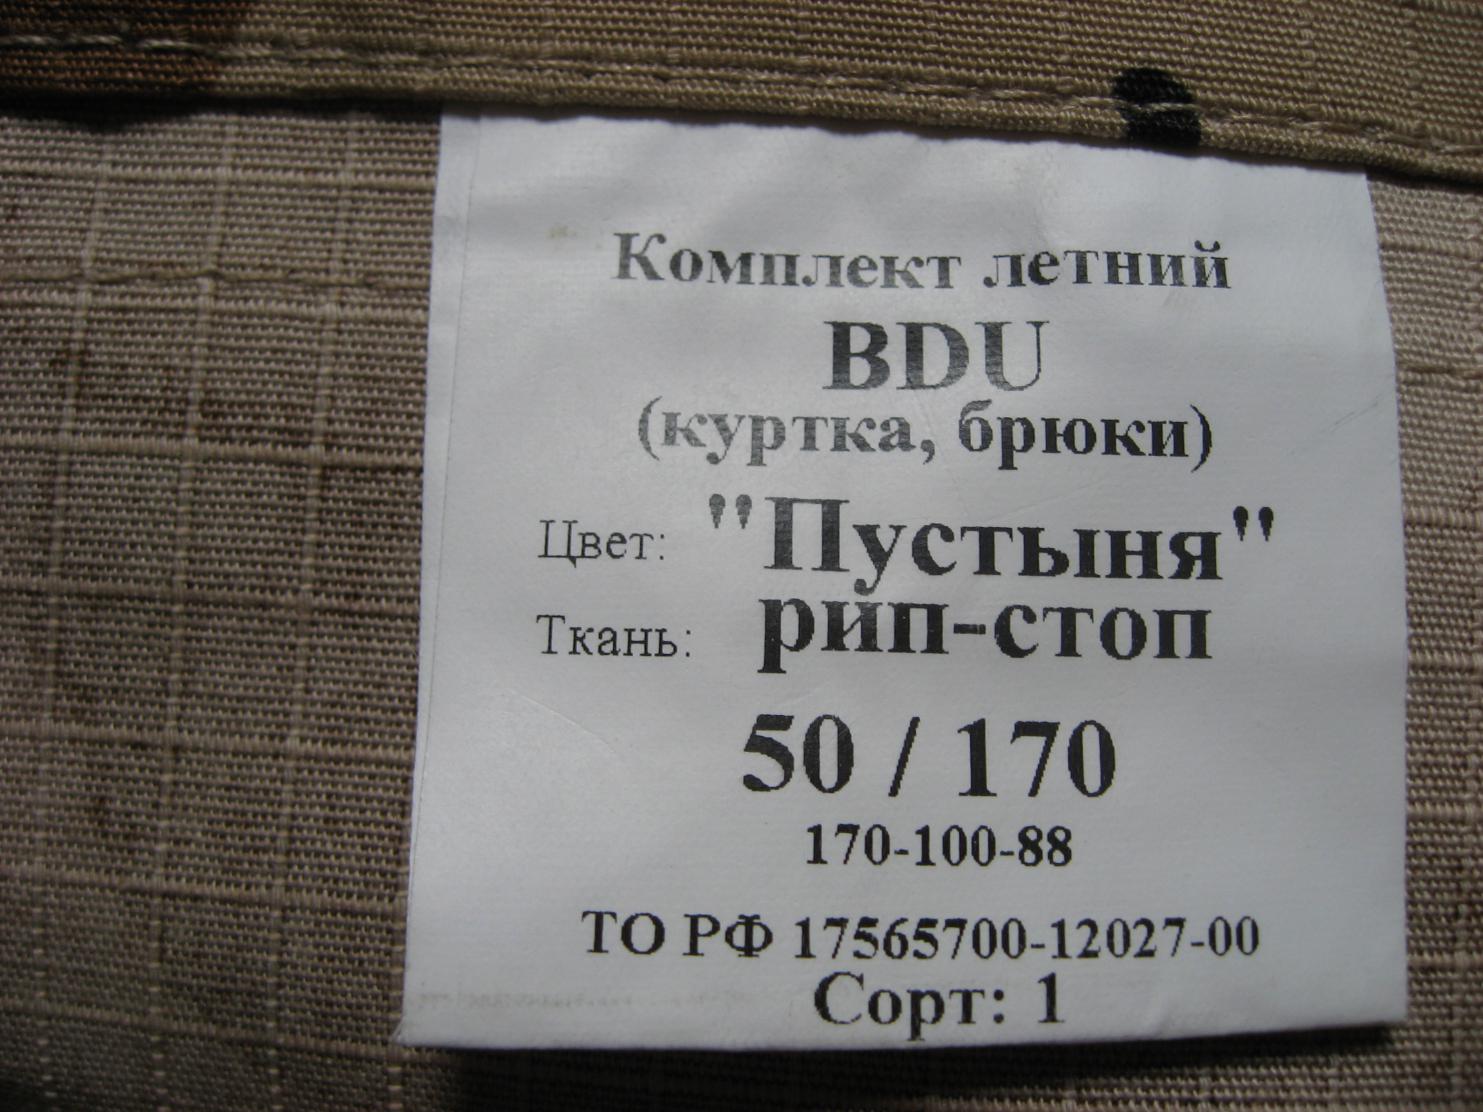 Комплект летний
BDU
(куртка, брюки)
Цвет: "Пустыня"
Ткань: рип-стоп
50 / 170
170-100-88
ТО РФ 17565700-12027-00
Сорт: 1